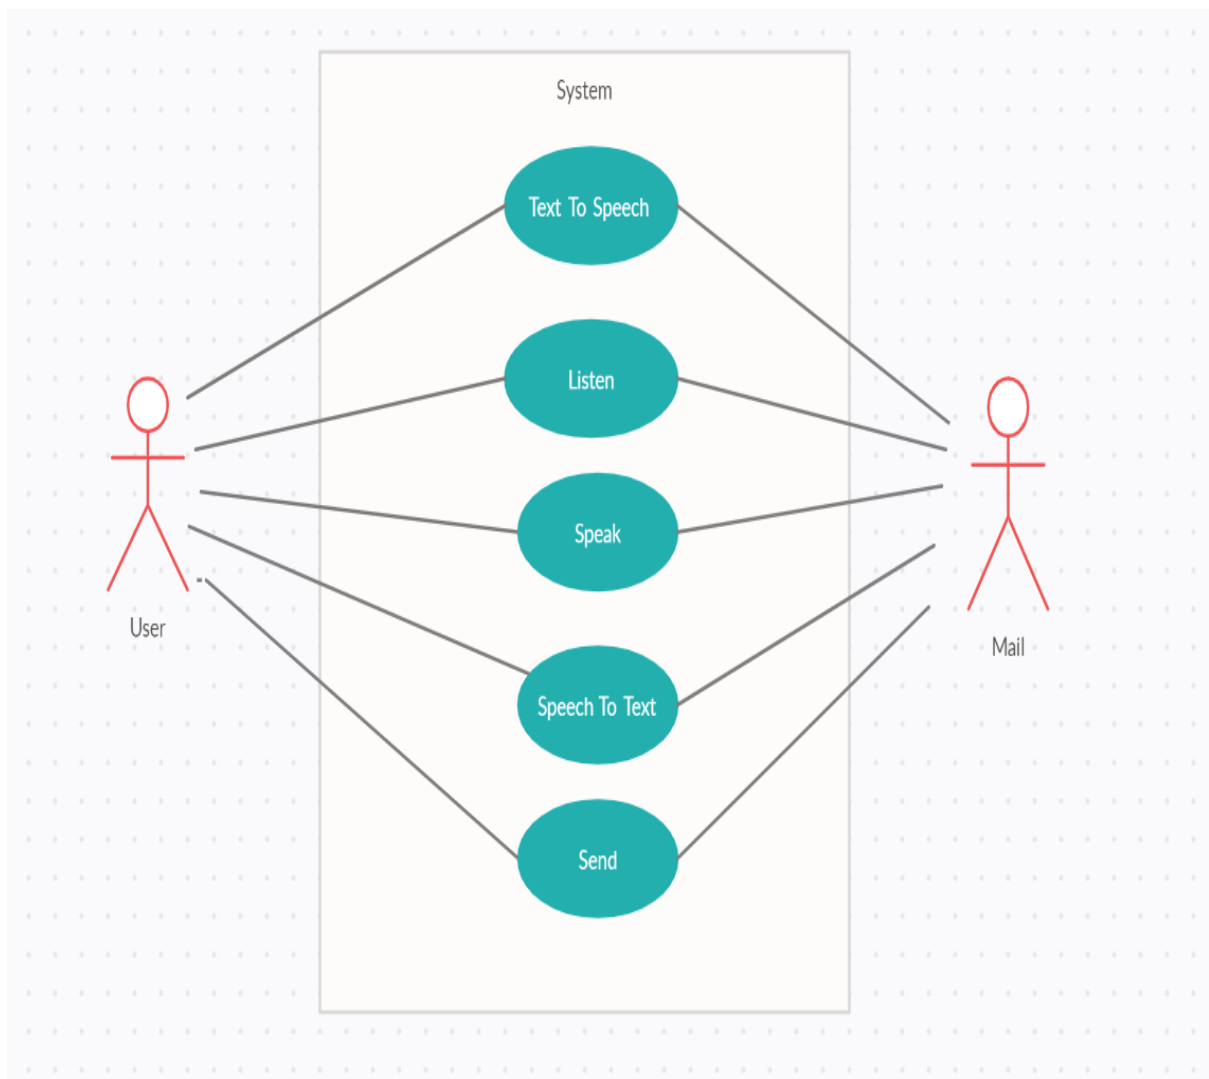 System
Text To Speech
Listen
Speak
Speech To Text
Send
User
Mail